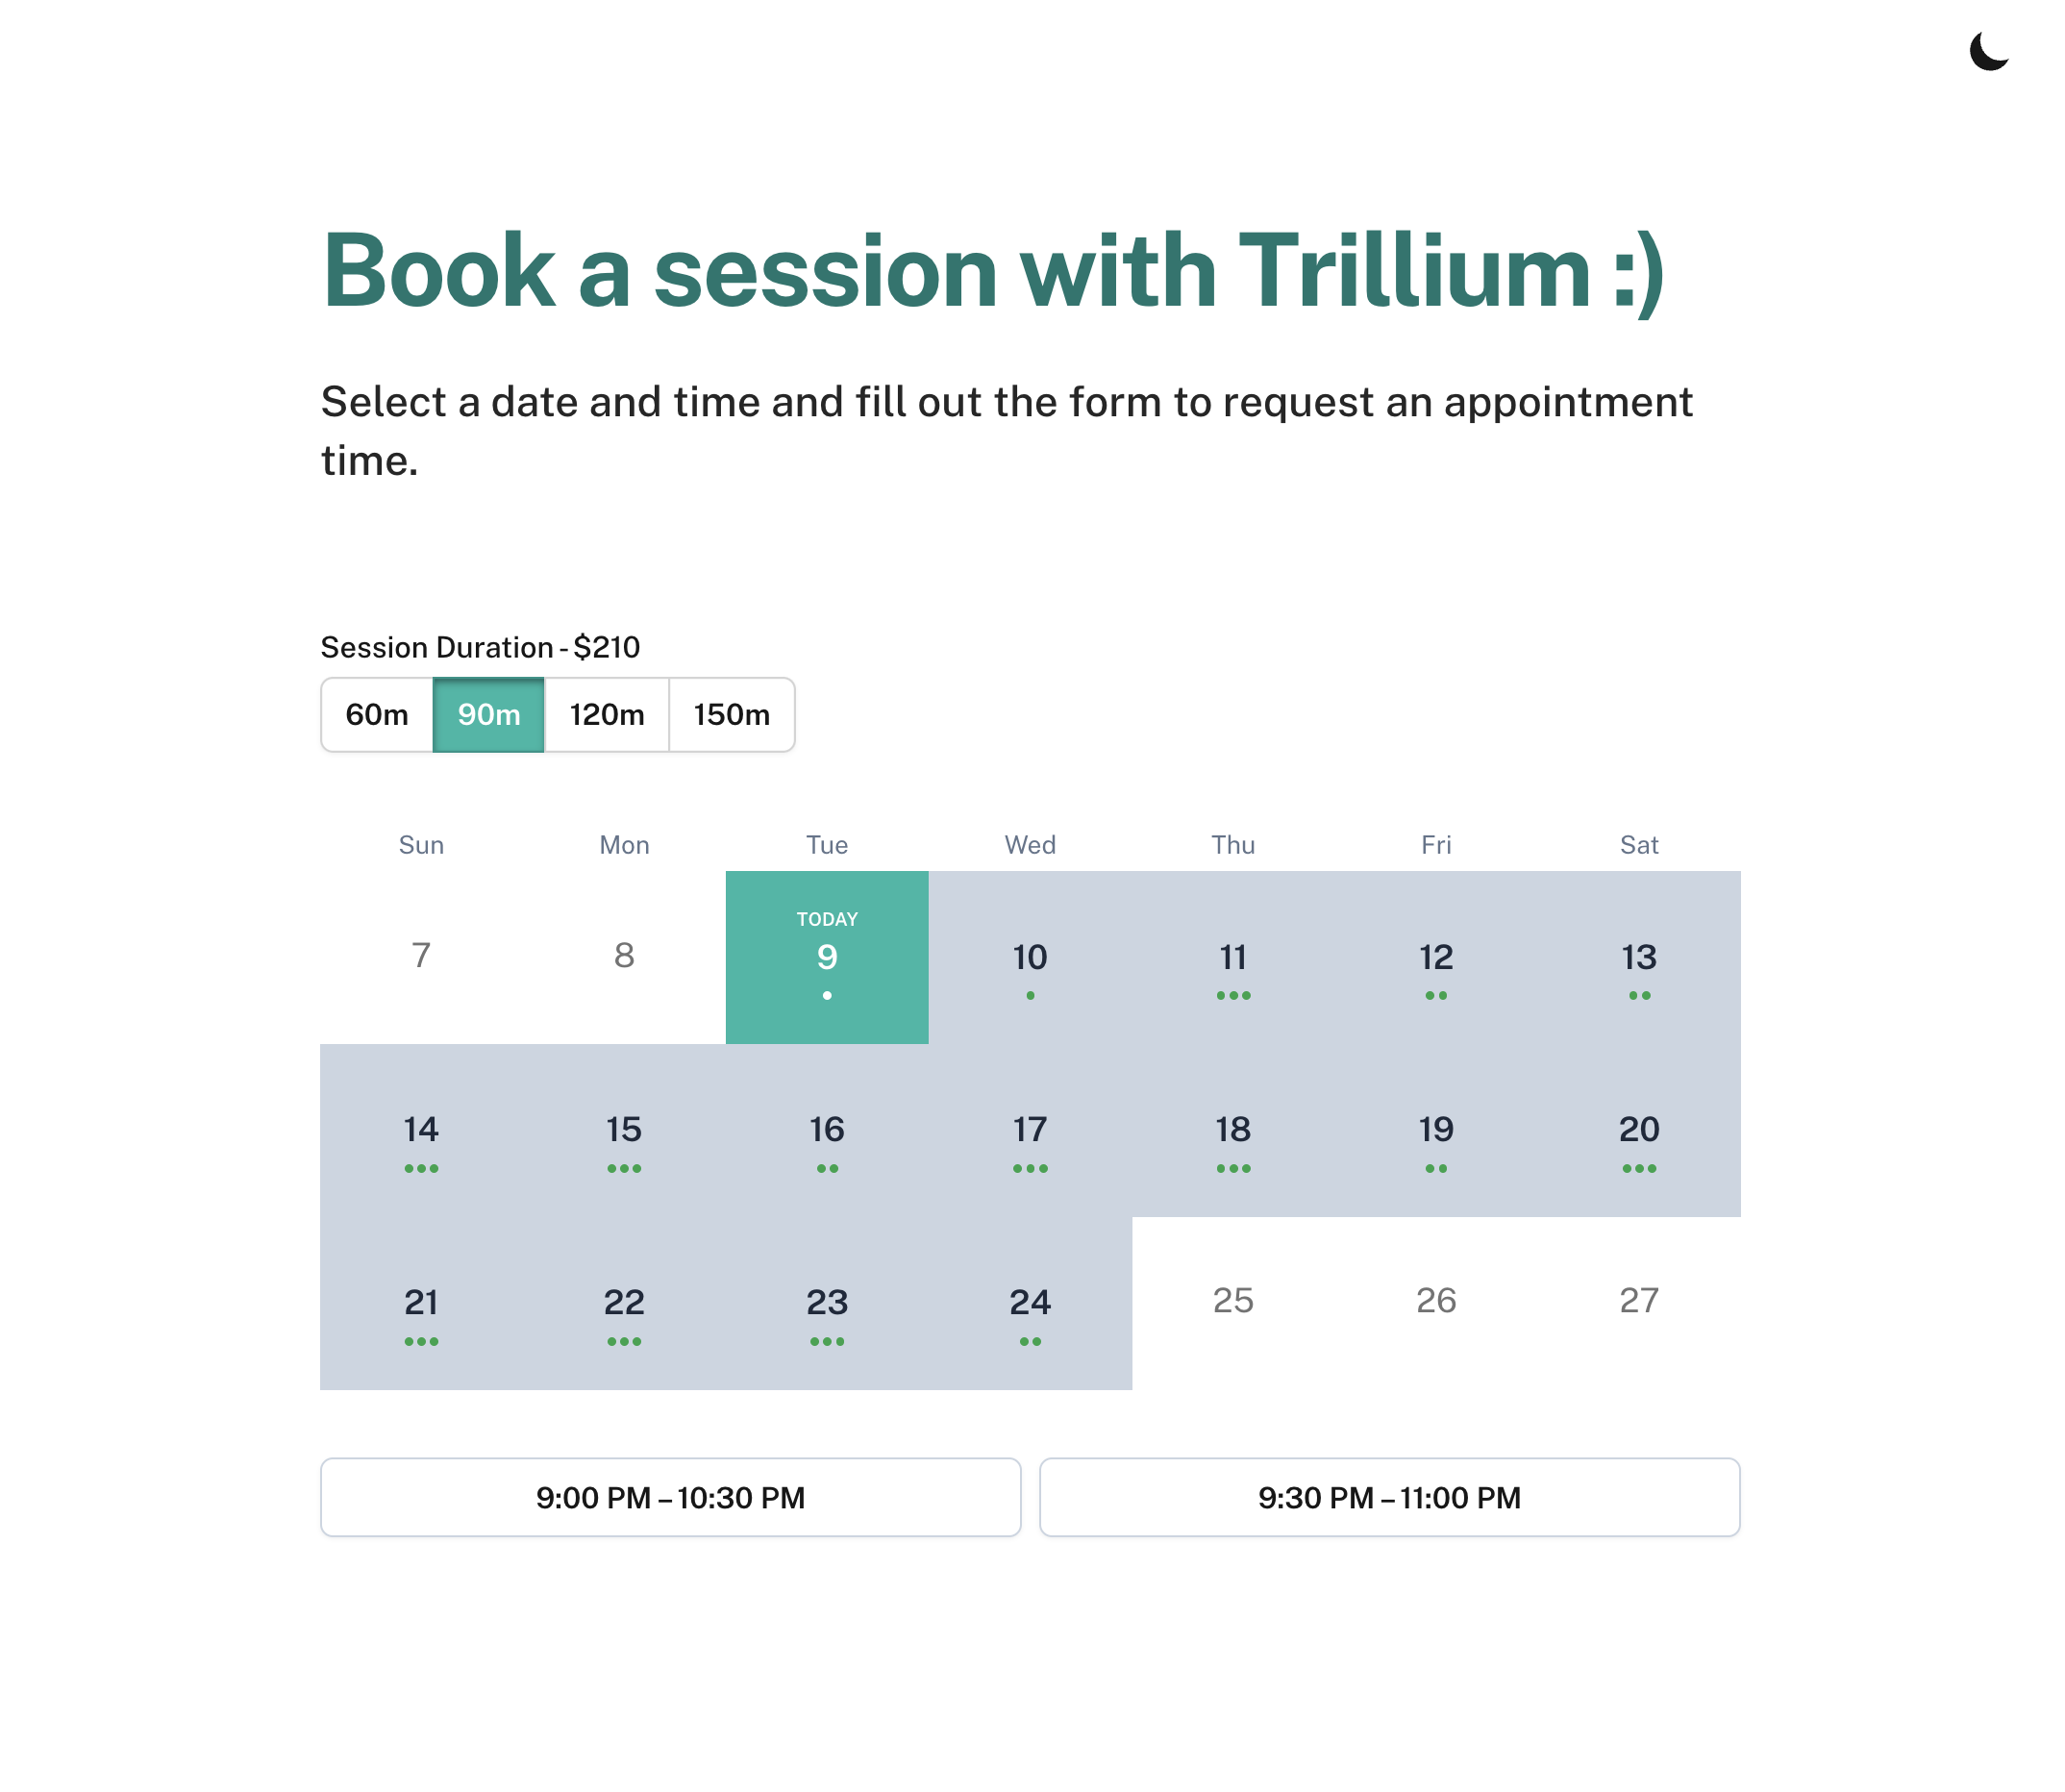 Book a session with Trillium :)
Select a date and time and fill out the form to request an appointment
time.
Session Duration - $210
60m 90m 120m 150m
Sun Mon Tue Wed Thu Fri Sat
TODAY
7 8 9 10 11 12 13
14 15 16 17 18 19 20
21 22 23 24 25 26 27
9:00 PM – 10:30 PM 9:30 PM – 11:00 PM